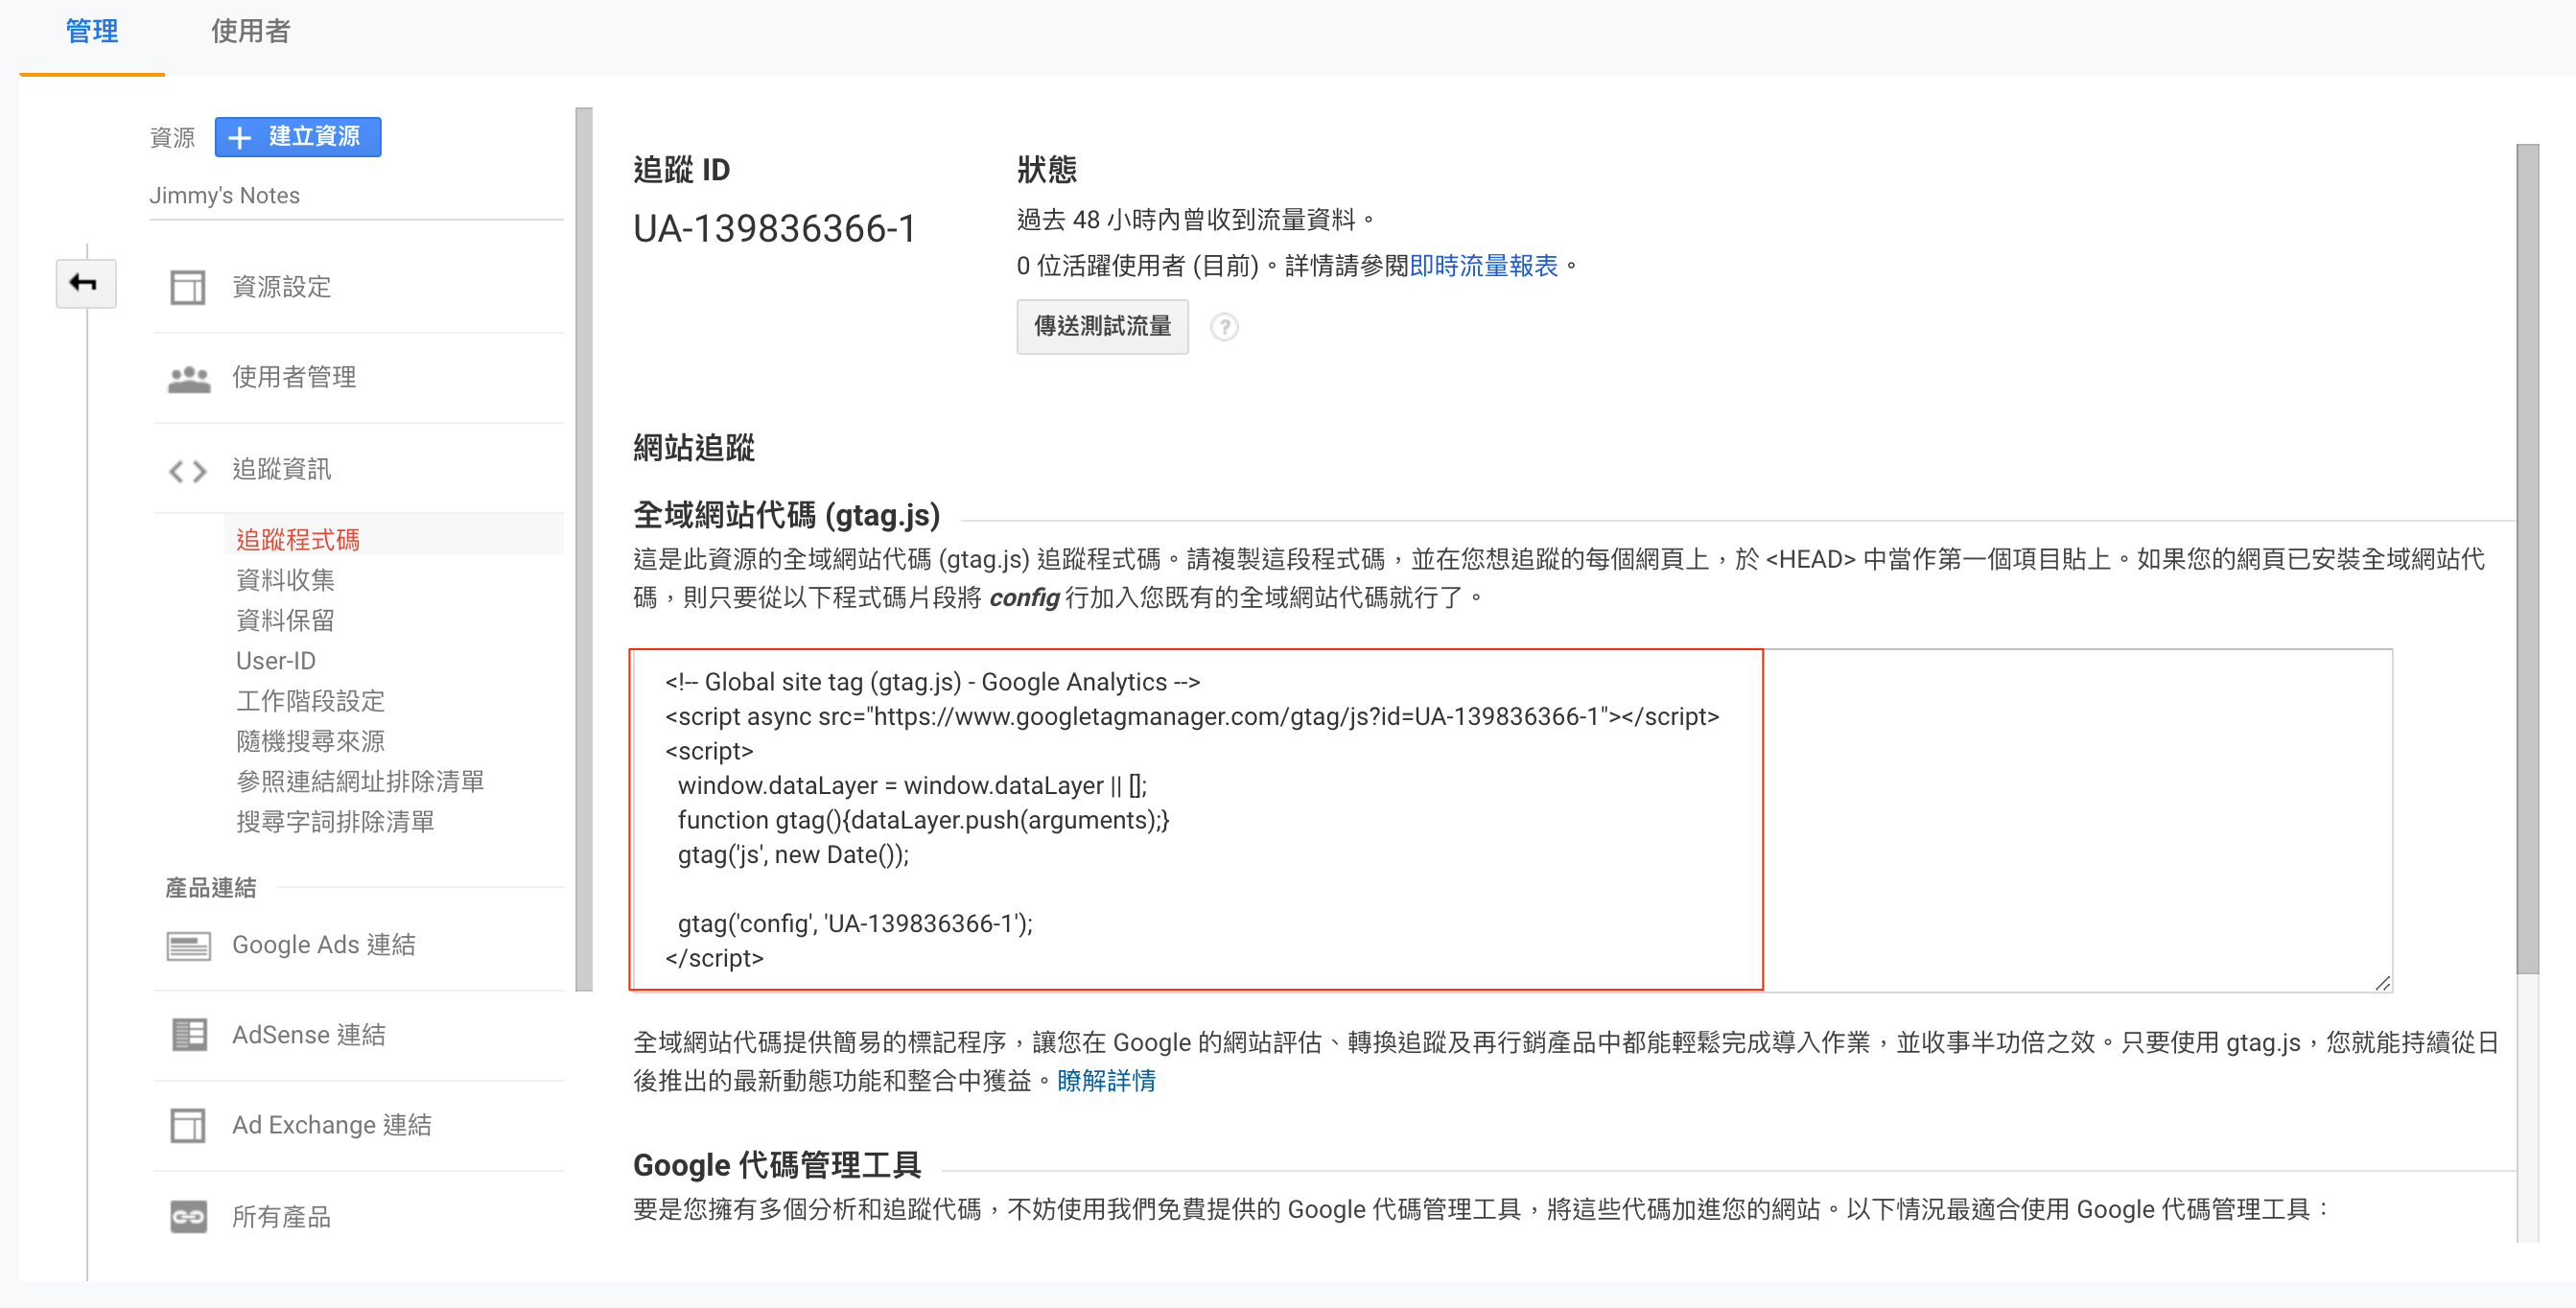 管理
使用者
資源
建立資源
Jimmy's Notes
資源設定
使用者管理
追蹤資訊
追蹤程式碼
資料收集
資料保留
User-ID
工作階段設定
隨機搜尋來源
參照連結網址排除清單
搜尋字詞排除清單
產品連結
Google Ads 連結
AdSense 連結
Ad Exchange 連結
所有產品
追蹤 ID
UA-139836366-1
狀態
過去 48 小時內曾收到流量資料。
0 位活躍使用者 (目前)。詳情請參閱即時流量報表。
傳送測試流量
?
網站追蹤
全域網站代碼 (gtag.js)
這是此資源的全域網站代碼 (gtag.js) 追蹤程式碼。請複製這段程式碼，並在您想追蹤的每個網頁上，於 <HEAD> 中當作第一個項目貼上。如果您的網頁已安裝全域網站代
碼，則只要從以下程式碼片段將 config 行加入您既有的全域網站代碼就行了。
<!-- Global site tag (gtag.js) - Google Analytics -->
<script async src="https://www.googletagmanager.com/gtag/js?id=UA-139836366-1"></script>
<script>
window.dataLayer = window.dataLayer || [];
function gtag(){dataLayer.push(arguments);}
gtag('js', new Date());
gtag('config', 'UA-139836366-1');
</script>
全域網站代碼提供簡易的標記程序，讓您在 Google 的網站評估、轉換追蹤及再行銷產品中都能輕鬆完成導入作業，並收事半功倍之效。只要使用 gtag.js，您就能持續從日
後推出的最新動態功能和整合中獲益。瞭解詳情
Google 代碼管理工具
要是您擁有多個分析和追蹤代碼，不妨使用我們免費提供的 Google 代碼管理工具，將這些代碼加進您的網站。以下情況最適合使用 Google 代碼管理工具：